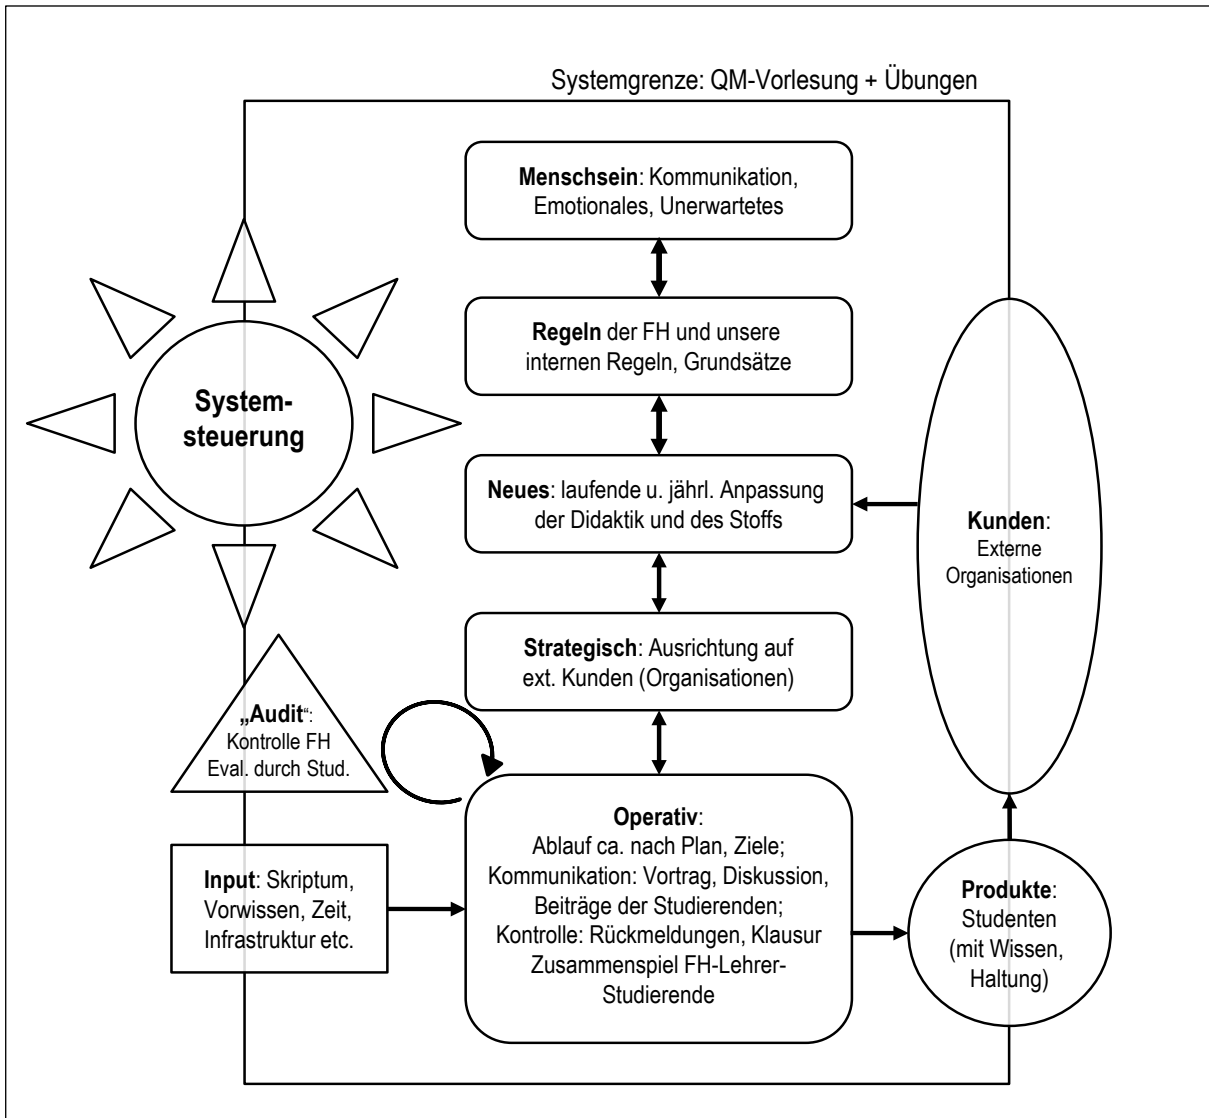 Systemgrenze: QM-Vorlesung + Übungen
Menschsein: Kommunikation,
Emotionales, Unerwartetes
Regeln der FH und unsere
internen Regeln, Grundsätze
System-
steuerung
Neues: laufende u. jährl. Anpassung
der Didaktik und des Stoffs
Kunden:
Externe
Organisationen
Strategisch: Ausrichtung auf
ext. Kunden (Organisationen)
„Audit“:
Kontrolle FH
Eval. durch Stud.
Operativ:
Ablauf ca. nach Plan, Ziele;
Kommunikation: Vortrag, Diskussion,
Beiträge der Studierenden;
Kontrolle: Rückmeldungen, Klausur
Zusammenspiel FH-Lehrer-
Studierende
Input: Skriptum,
Vorwissen, Zeit,
Infrastruktur etc.
Produkte:
Studenten
(mit Wissen,
Haltung)